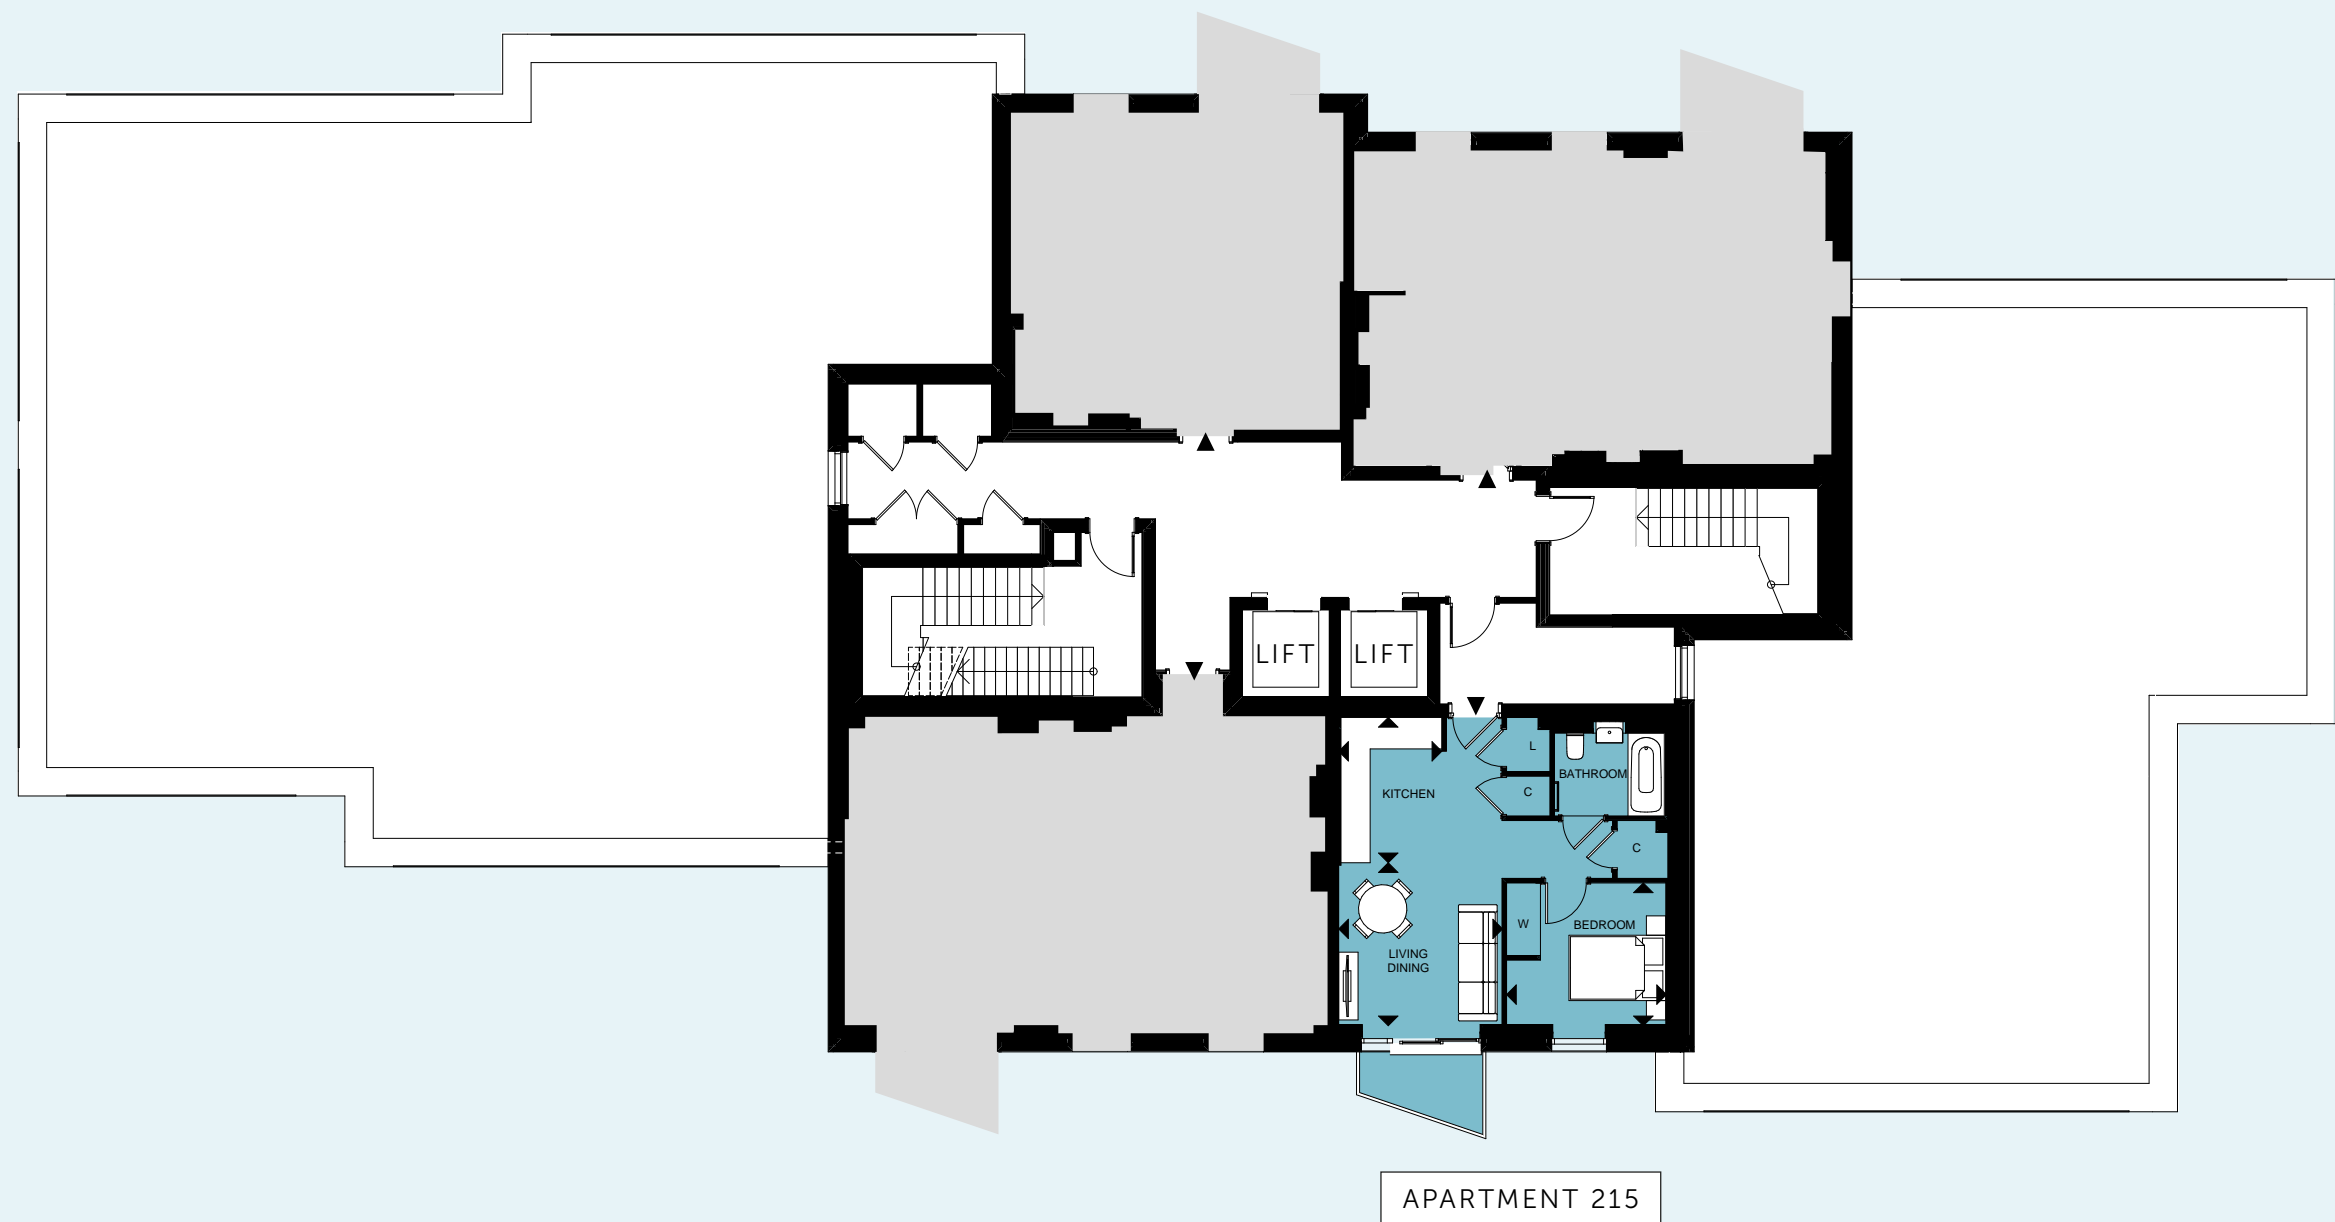 LIFT
LIFT
L
BATHROOM
KITCHEN
C
C
W
BEDROOM
LIVING
DINING
APARTMENT 215